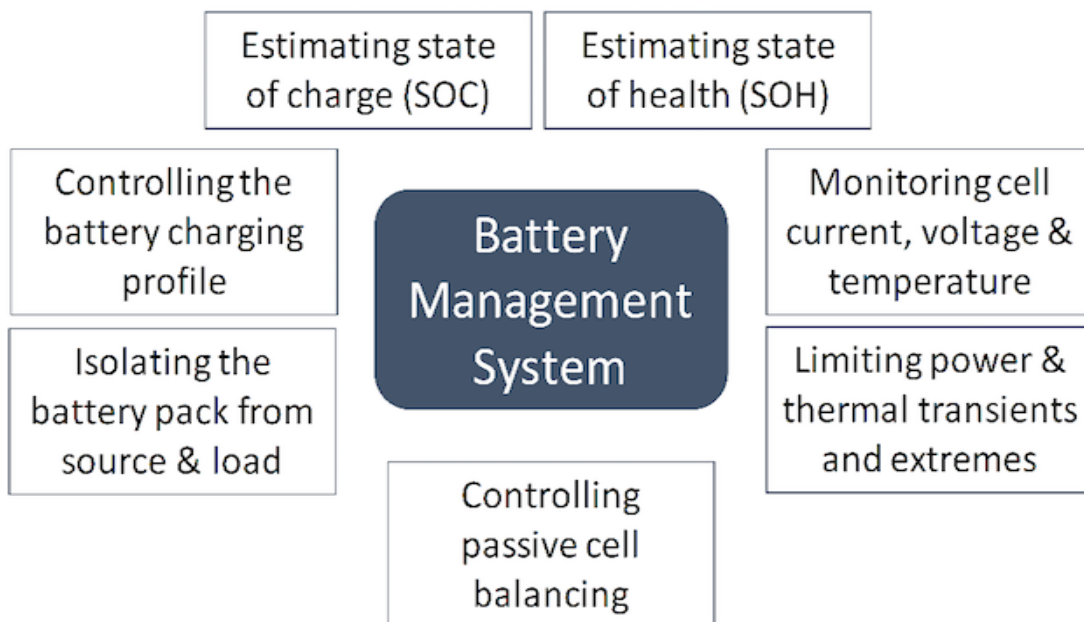 Estimating state
of charge (SOC)
Estimating state
of health (SOH)
Controlling the
battery charging
profile
Battery
Management
System
Monitoring cell
current, voltage &
temperature
Isolating the
battery pack from
source & load
Limiting power &
thermal transients
and extremes
Controlling
passive cell
balancing